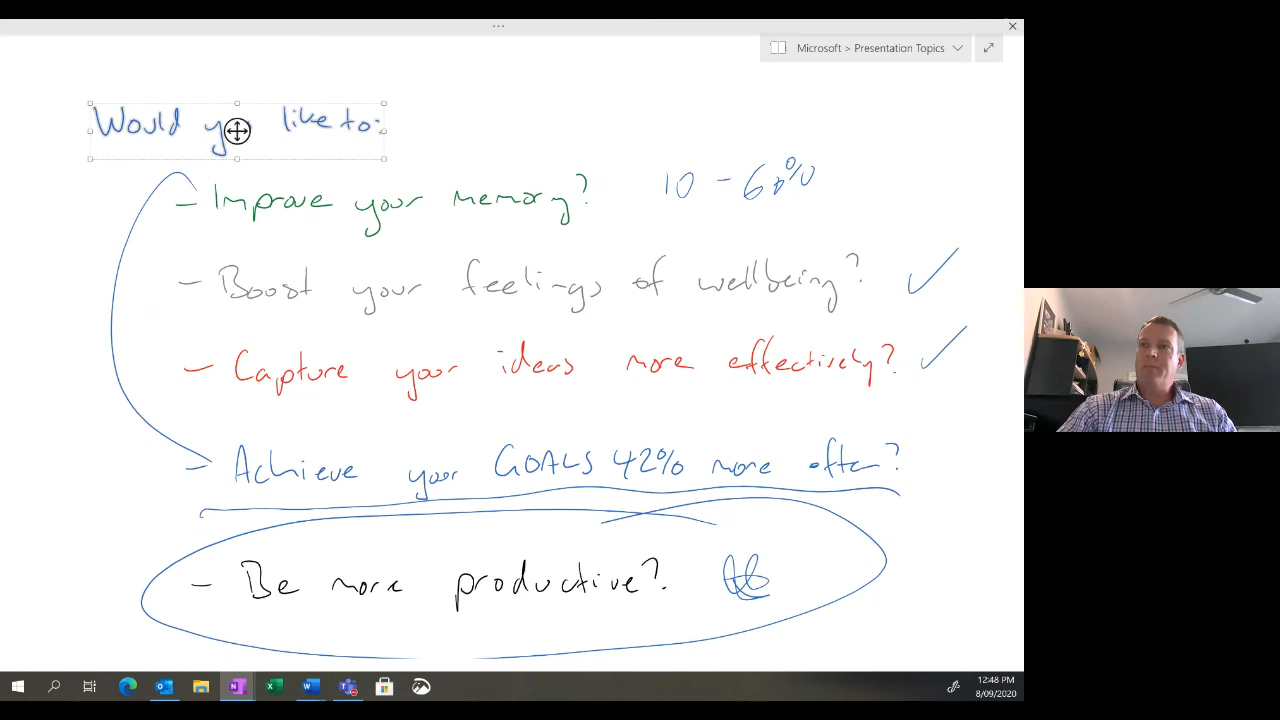 Microsoft > Presentation Topics
Would you like to:
- Improve your memory? 10 - 60%
- Boost your feelings of wellbeing?
- Capture your ideas more effectively?
- Achieve your GOALS 42% more often?
- Be more productive?
12:48 PM
8/09/2020